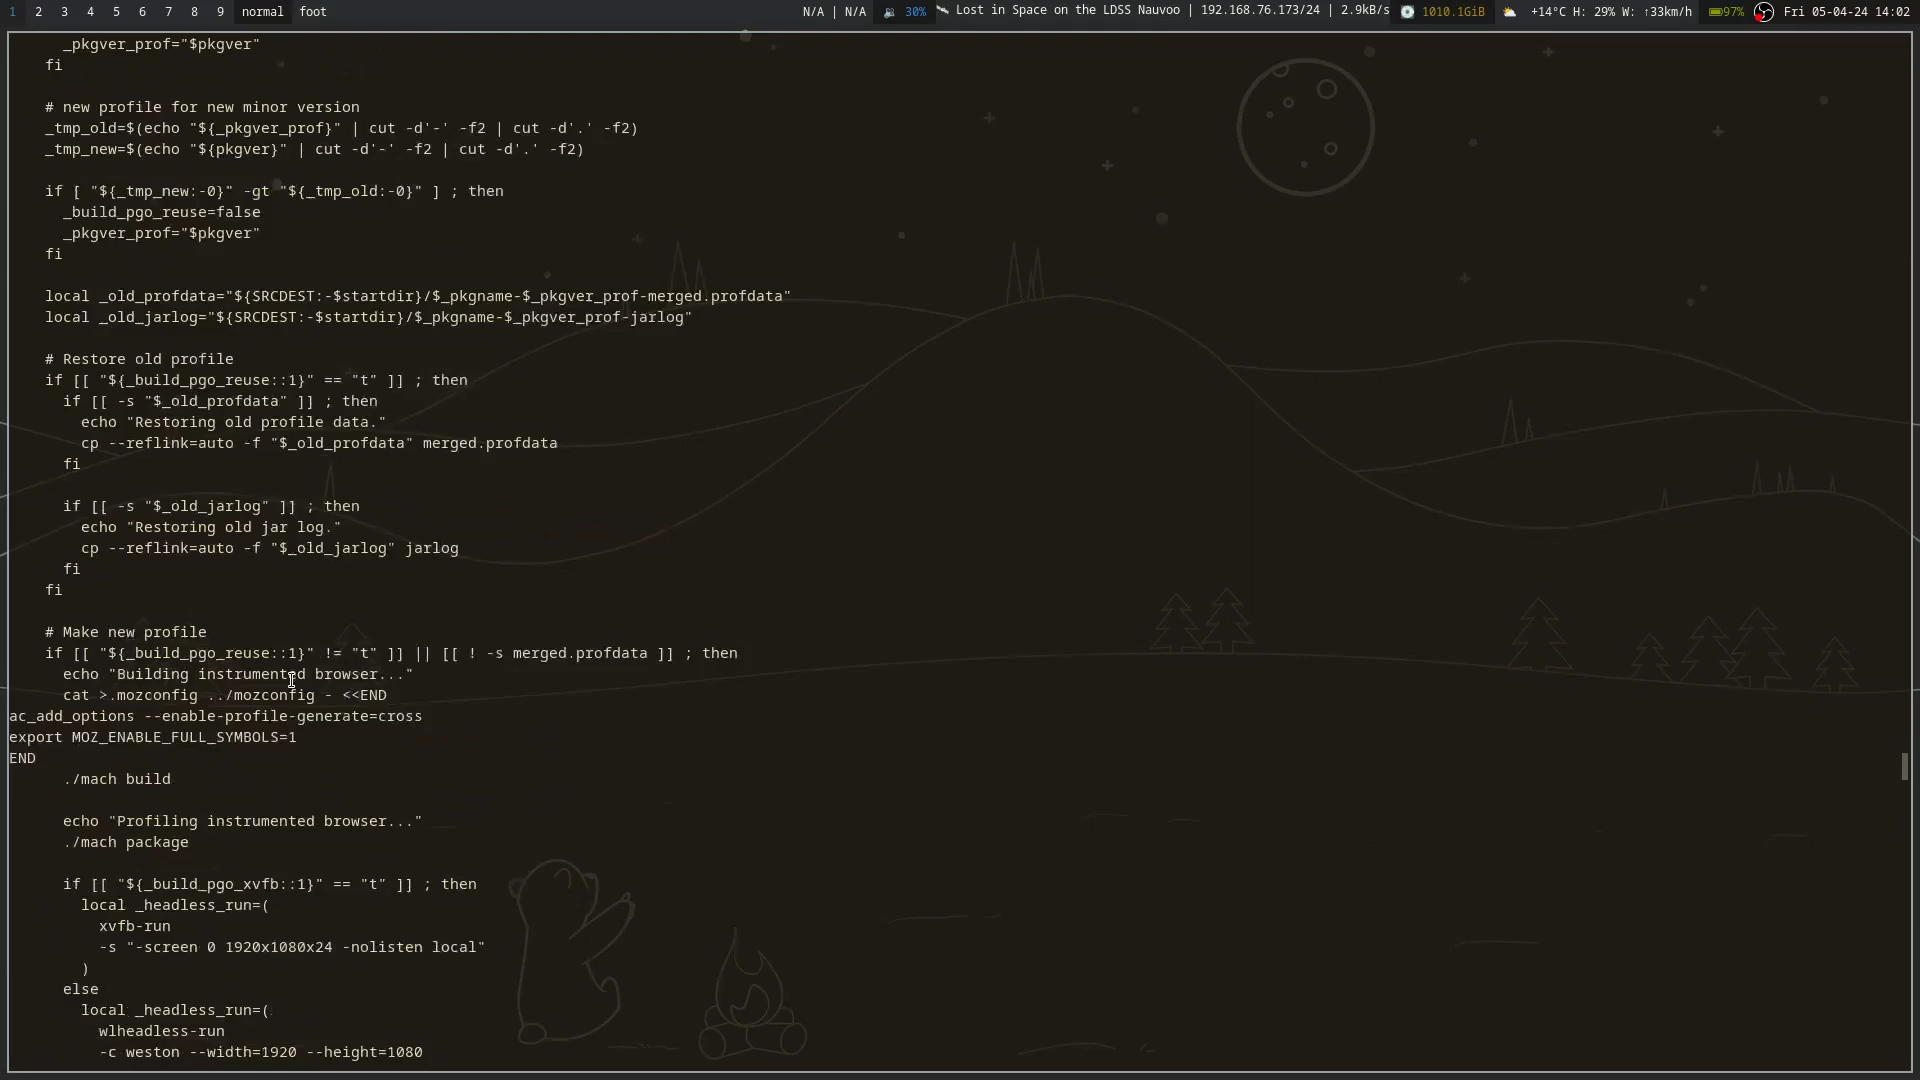 1 2 3 4 5 6 7 8 9 normal foot N/A | N/A 30% Lost in Space on the LDSS Nauvoo | 192.168.76.173/24 | 2.9kB/s 1010.1GiB +14°C H: 29% W: ↑33km/h 97% Fri 05-04-24 14:02
_pkgver_prof="$pkgver"
fi
# new profile for new minor version
_tmp_old=$(echo "${_pkgver_prof}" | cut -d'-' -f2 | cut -d'.' -f2)
_tmp_new=$(echo "${pkgver}" | cut -d'-' -f2 | cut -d'.' -f2)
if [ "${_tmp_new:-0}" -gt "${_tmp_old:-0}" ] ; then
_build_pgo_reuse=false
_pkgver_prof="$pkgver"
fi
local _old_profdata="${SRCDEST:-$startdir}/$_pkgname-$_pkgver_prof-merged.profdata"
local _old_jarlog="${SRCDEST:-$startdir}/$_pkgname-$_pkgver_prof-jarlog"
# Restore old profile
if [[ "${_build_pgo_reuse::1}" == "t" ]] ; then
if [[ -s "$_old_profdata" ]] ; then
echo "Restoring old profile data."
cp --reflink=auto -f "$_old_profdata" merged.profdata
fi
if [[ -s "$_old_jarlog" ]] ; then
echo "Restoring old jar log."
cp --reflink=auto -f "$_old_jarlog" jarlog
fi
fi
# Make new profile
if [[ "${_build_pgo_reuse::1}" != "t" ]] || [[ ! -s merged.profdata ]] ; then
echo "Building instrumented browser..."
cat >.mozconfig ../mozconfig - <<END
ac_add_options --enable-profile-generate=cross
export MOZ_ENABLE_FULL_SYMBOLS=1
END
./mach build
echo "Profiling instrumented browser..."
./mach package
if [[ "${_build_pgo_xvfb::1}" == "t" ]] ; then
local _headless_run=(
xvfb-run
-s "-screen 0 1920x1080x24 -nolisten local"
)
else
local _headless_run=(
wlheadless-run
-c weston --width=1920 --height=1080